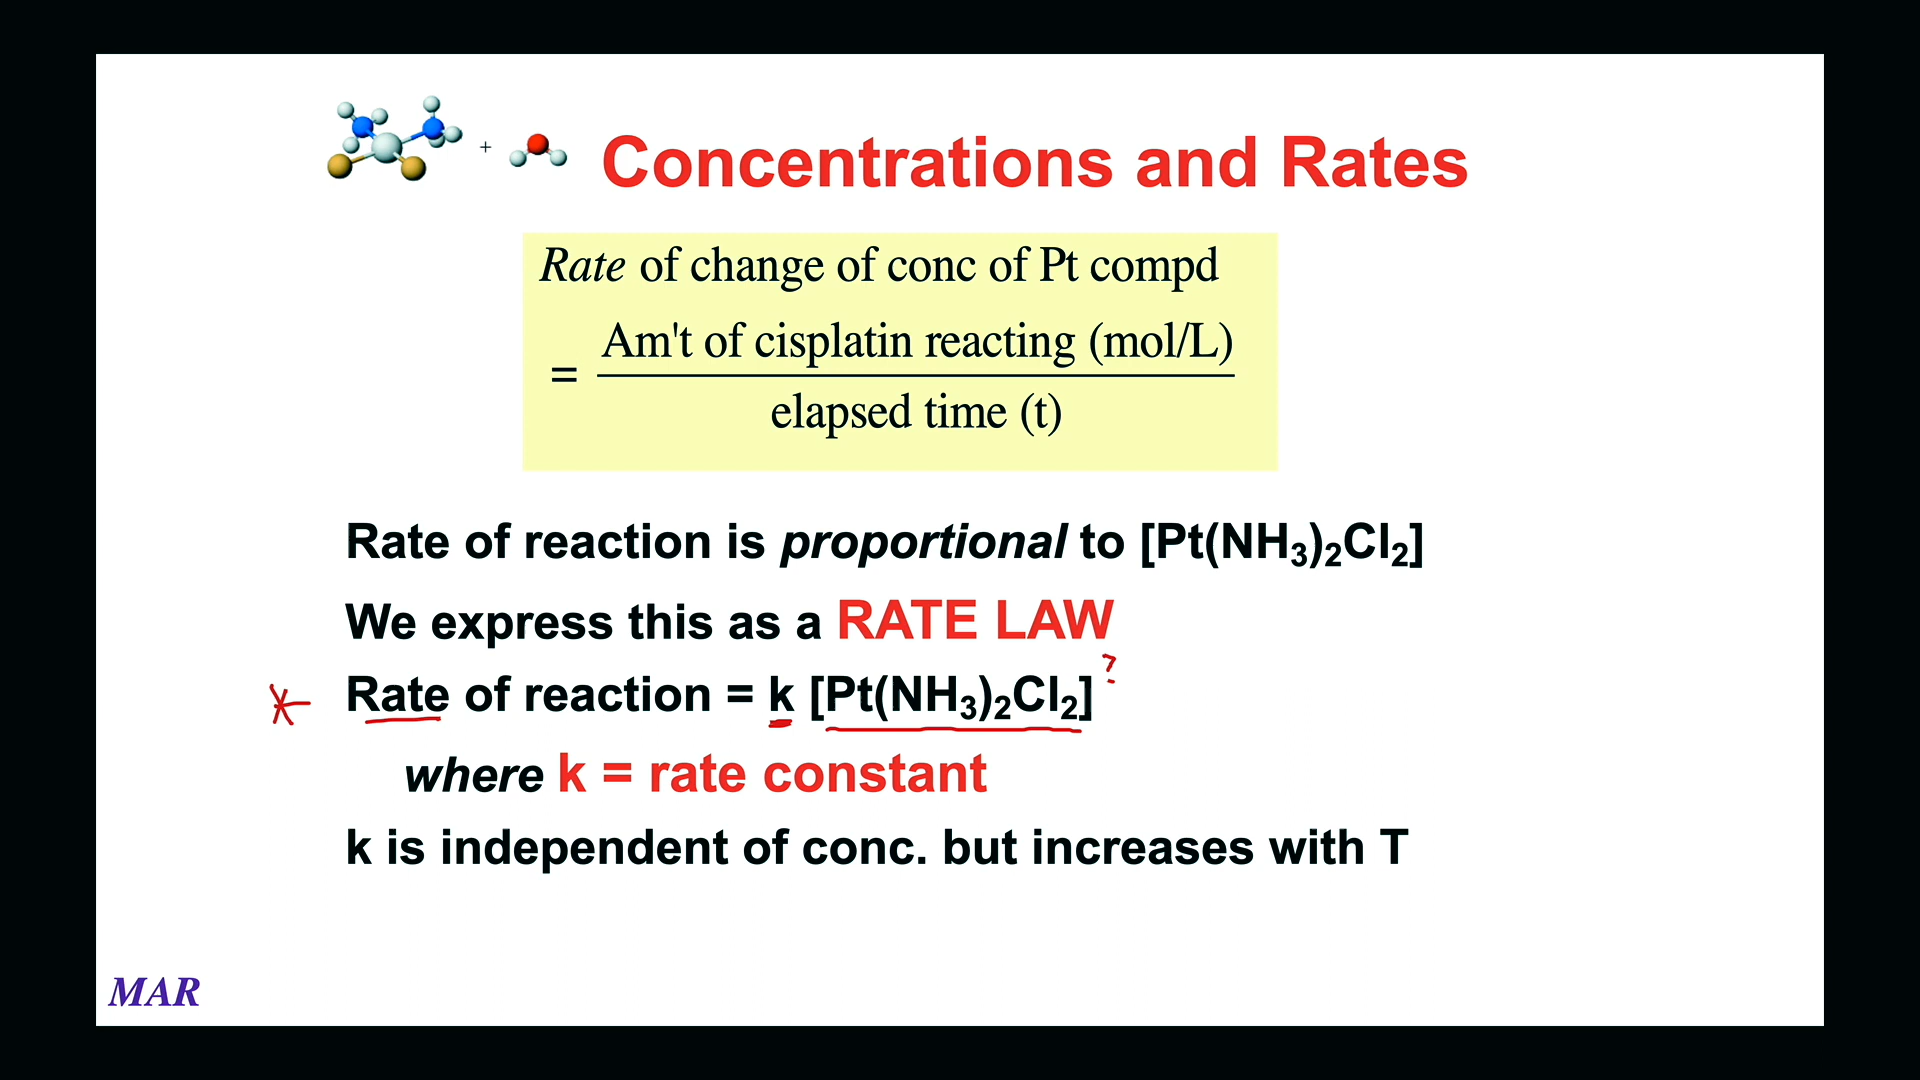 + Concentrations and Rates
Rate of change of conc of Pt compd
= Am't of cisplatin reacting (mol/L)
elapsed time (t)
Rate of reaction is proportional to [Pt(NH₃)₂Cl₂]
We express this as a RATE LAW
Rate of reaction = k [Pt(NH₃)₂Cl₂] ?
where k = rate constant
k is independent of conc. but increases with T
MAR